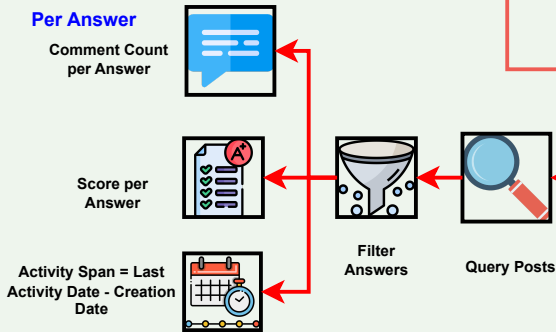 Per Answer
Comment Count
per Answer
A+
Score per
Answer
Filter
Answers
Query Posts
Activity Span = Last
Activity Date - Creation
Date